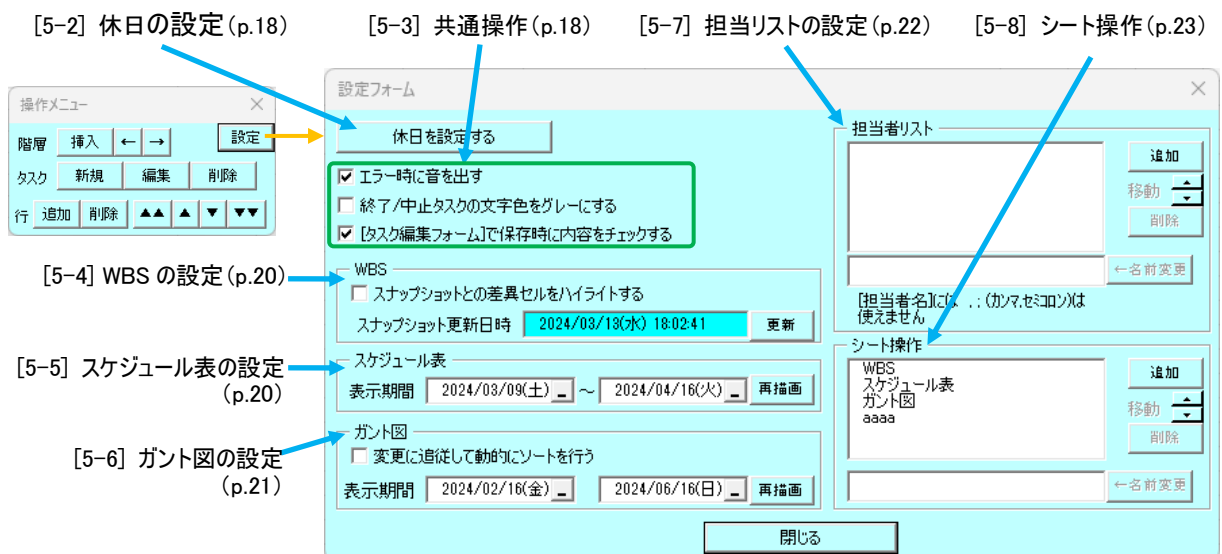 [5-2] 休日の設定(p.18)
[5-3] 共通操作(p.18)
[5-7] 担当リストの設定(p.22)
[5-8] シート操作(p.23)
操作メニュー
階層 挿入 ← → 設定
タスク 新規 編集 削除
行 追加 削除 ▲▲ ▲ ▼ ▼▼
[5-4] WBS の設定(p.20)
[5-5] スケジュール表の設定
(p.20)
[5-6] ガント図の設定
(p.21)
設定フォーム
休日を設定する
エラー時に音を出す
終了/中止タスクの文字色をグレーにする
[タスク編集フォーム]で保存時に内容をチェックする
WBS
スナップショットとの差異セルをハイライトする
スナップショット更新日時 2024/03/13(水) 18:02:41 更新
スケジュール表
表示期間 2024/03/09(土) ～ 2024/04/16(火) 再描画
ガント図
変更に追従して動的にソートを行う
表示期間 2024/02/16(金) 2024/06/16(日) 再描画
担当者リスト
追加
移動
削除
←名前変更
[担当者名]には , ; (カンマ,セミコロン)は
使えません
シート操作
WBS
スケジュール表
ガント図
aaaa
追加
移動
削除
←名前変更
閉じる